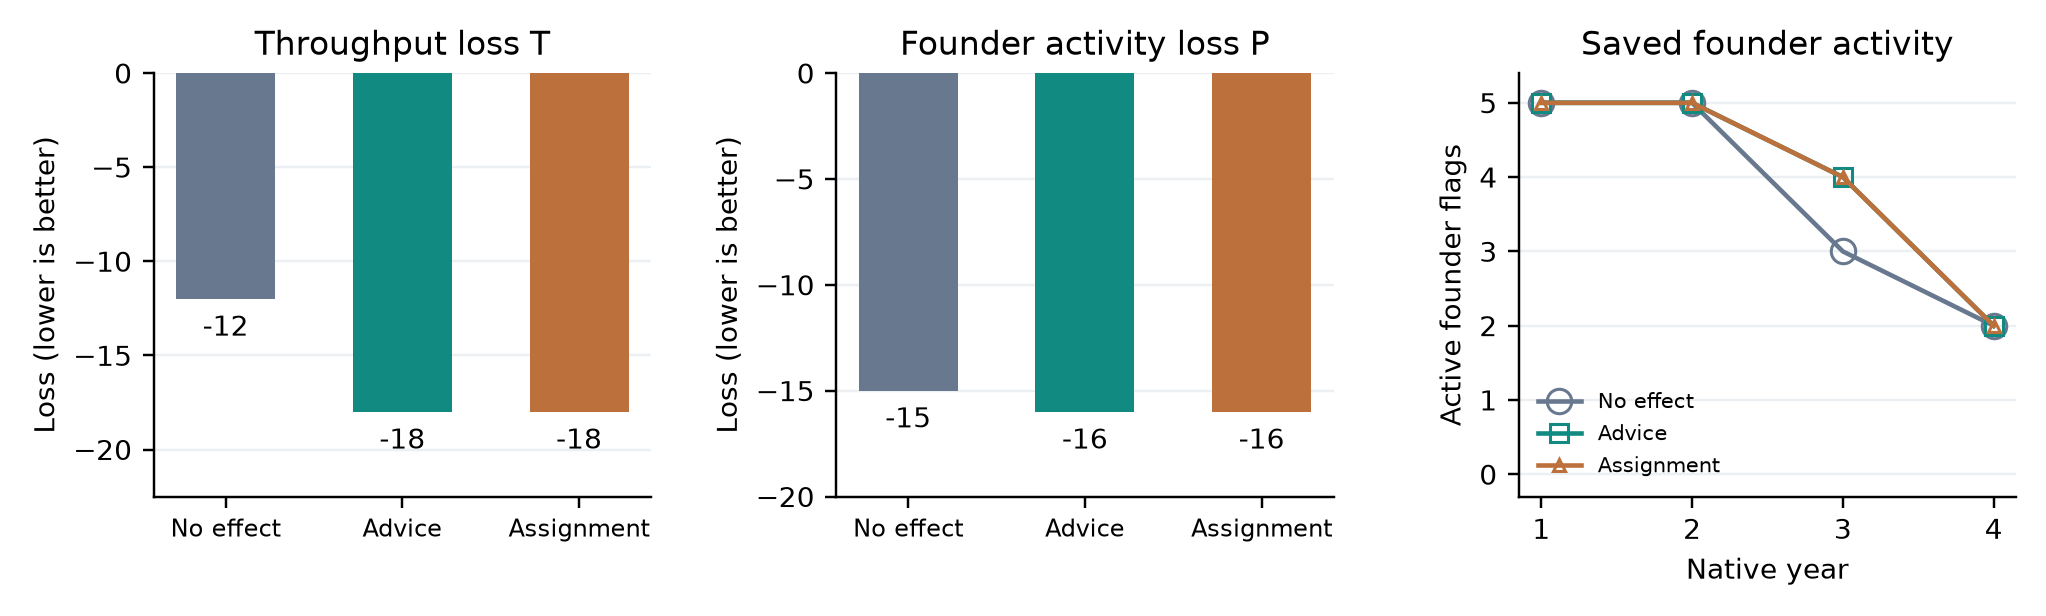 Throughput loss T
Loss (lower is better)
0
−5
−10
−15
−20
-12
-18
-18
No effect
Advice
Assignment
Founder activity loss P
Loss (lower is better)
0
−5
−10
−15
−20
-15
-16
-16
No effect
Advice
Assignment
Saved founder activity
Active founder flags
5
4
3
2
1
0
No effect
Advice
Assignment
1
2
3
4
Native year